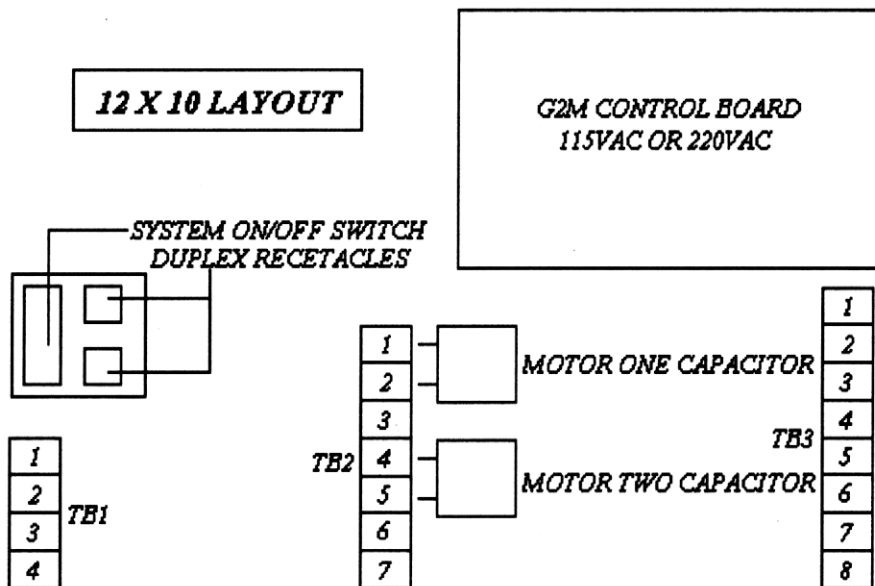 12 X 10 LAYOUT
G2M CONTROL BOARD
115VAC OR 220VAC
SYSTEM ON/OFF SWITCH
DUPLEX RECETACLES
1
2
3
4
TB1
1
2
3
4
5
6
7
TB2
MOTOR ONE CAPACITOR
MOTOR TWO CAPACITOR
1
2
3
4
5
6
7
8
TB3